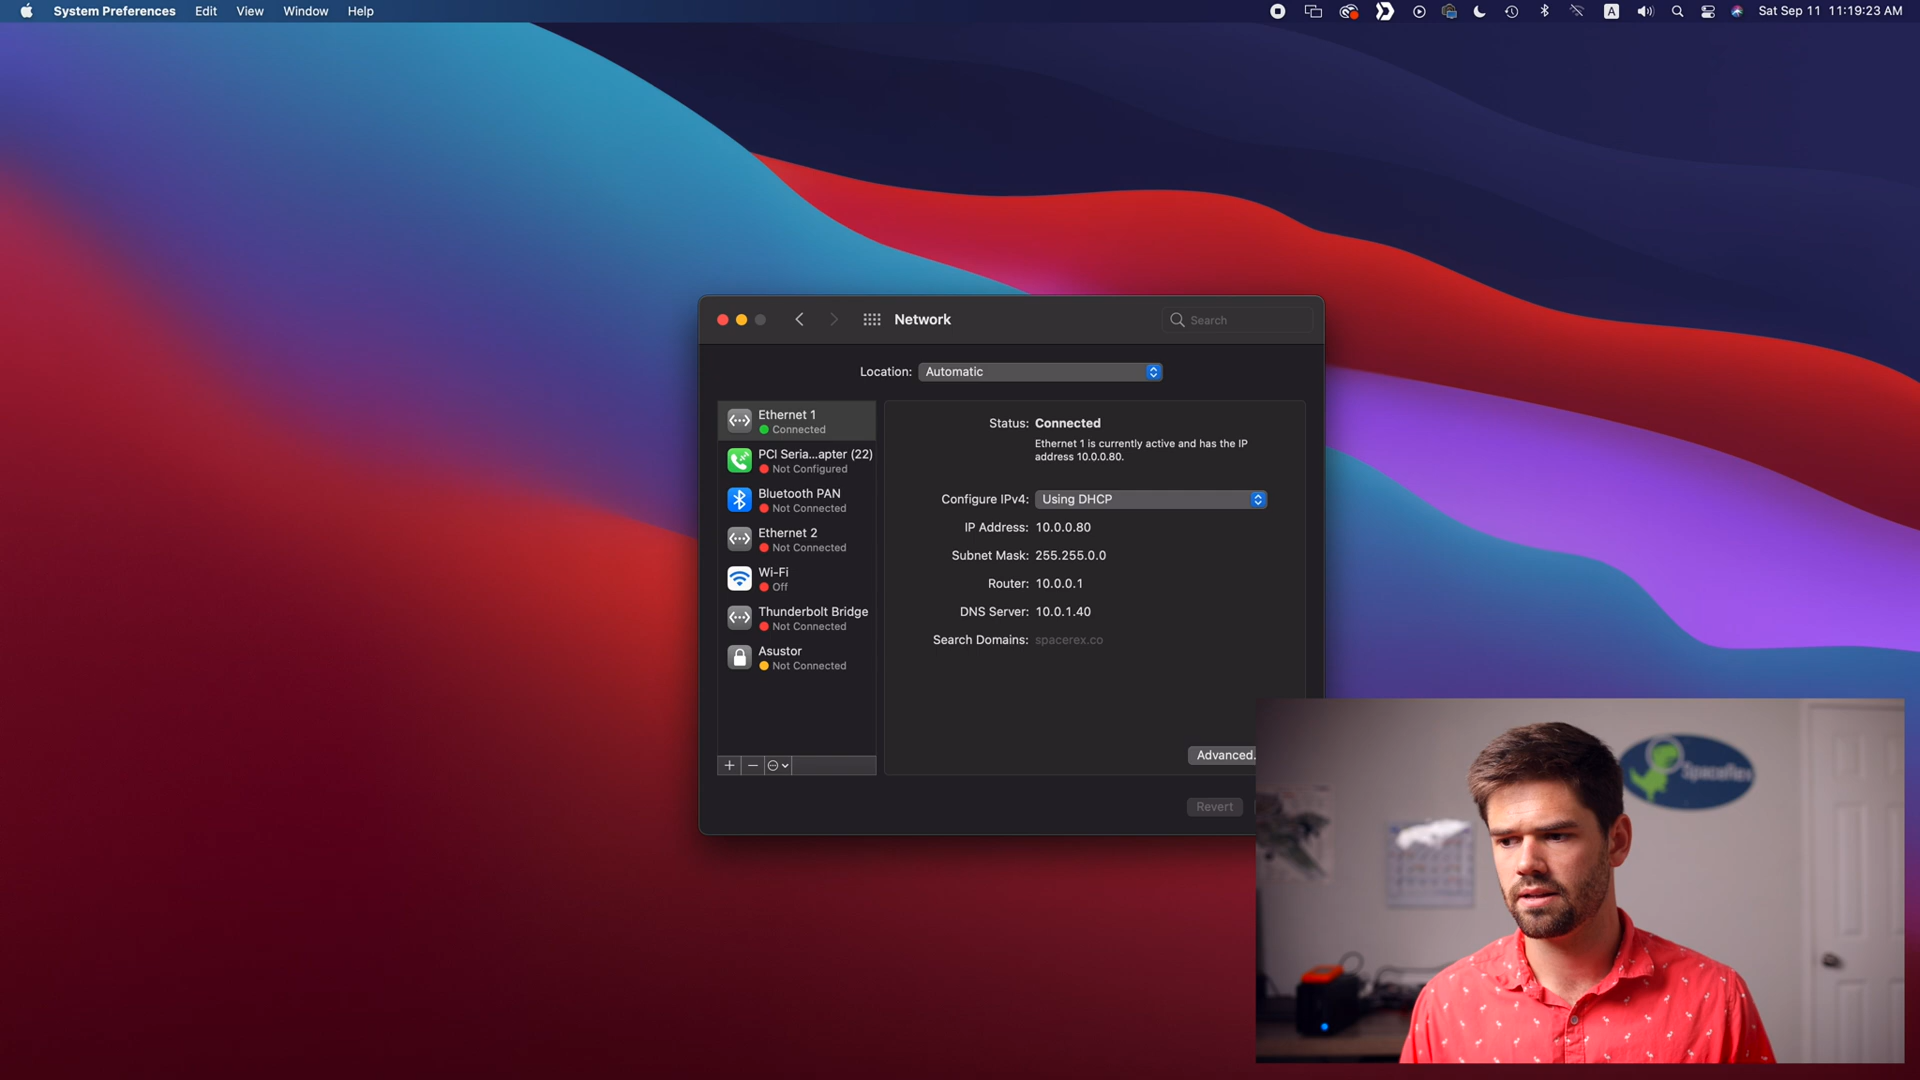 System Preferences Edit View Window Help
A Sat Sep 11 11:19:23 AM
Network
Search
Location: Automatic
Ethernet 1
Connected
PCI Seria...apter (22)
Not Configured
Bluetooth PAN
Not Connected
Ethernet 2
Not Connected
Wi-Fi
Off
Thunderbolt Bridge
Not Connected
Asustor
Not Connected
Status: Connected
Ethernet 1 is currently active and has the IP
address 10.0.0.80.
Configure IPv4: Using DHCP
IP Address: 10.0.0.80
Subnet Mask: 255.255.0.0
Router: 10.0.0.1
DNS Server: 10.0.1.40
Search Domains: spacerex.co
Advanced.
Revert
SpaceRex